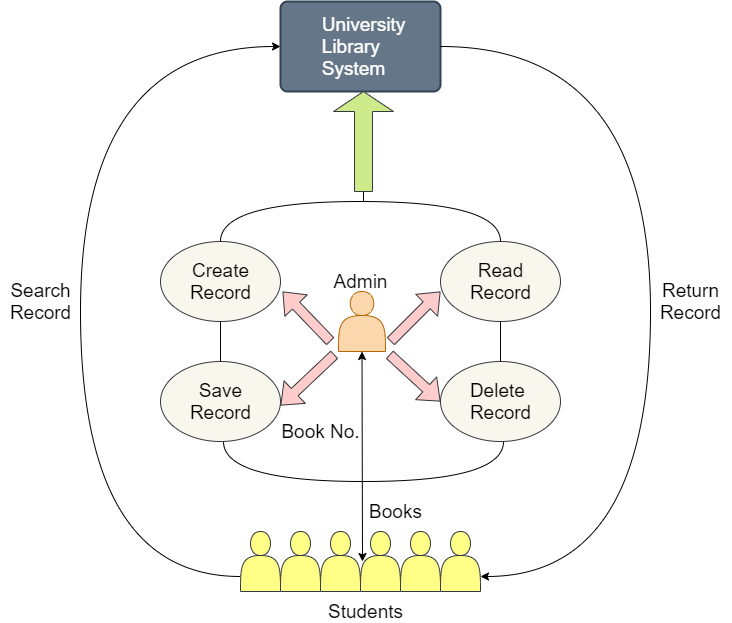 University
Library
System
Create
Record
Admin
Read
Record
Search
Record
Return
Record
Save
Record
Delete
Record
Book No.
Books
Students